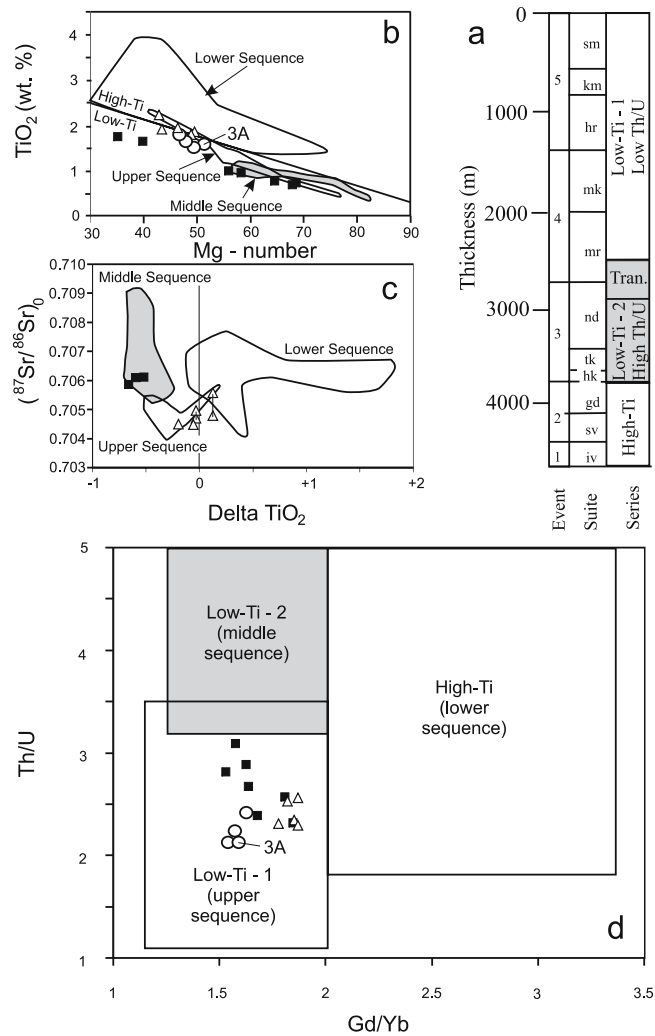 b
TiO2 (wt. %)
5
4
3
2
1
0
Lower Sequence
High-Ti
Low-Ti
3A
Upper Sequence
Middle Sequence
30 40 50 60 70 80 90
Mg - number
c
(87Sr/86Sr)0
0.710
0.709
0.708
0.707
0.706
0.705
0.704
0.703
Middle Sequence
Lower Sequence
Upper Sequence
-1 0 +1 +2
Delta TiO2
a
Thickness (m)
0
1000
2000
3000
4000
5
4
3
2
1
sm
km
hr
mk
mr
nd
tk
hk
gd
sv
iv
Low-Ti - 1
Low Th/U
Tran.
Low-Ti - 2
High Th/U
High-Ti
Event
Suite
Series
d
Th/U
5
4
3
2
1
Low-Ti - 2
(middle
sequence)
High-Ti
(lower
sequence)
3A
Low-Ti - 1
(upper
sequence)
1 1.5 2 2.5 3 3.5
Gd/Yb